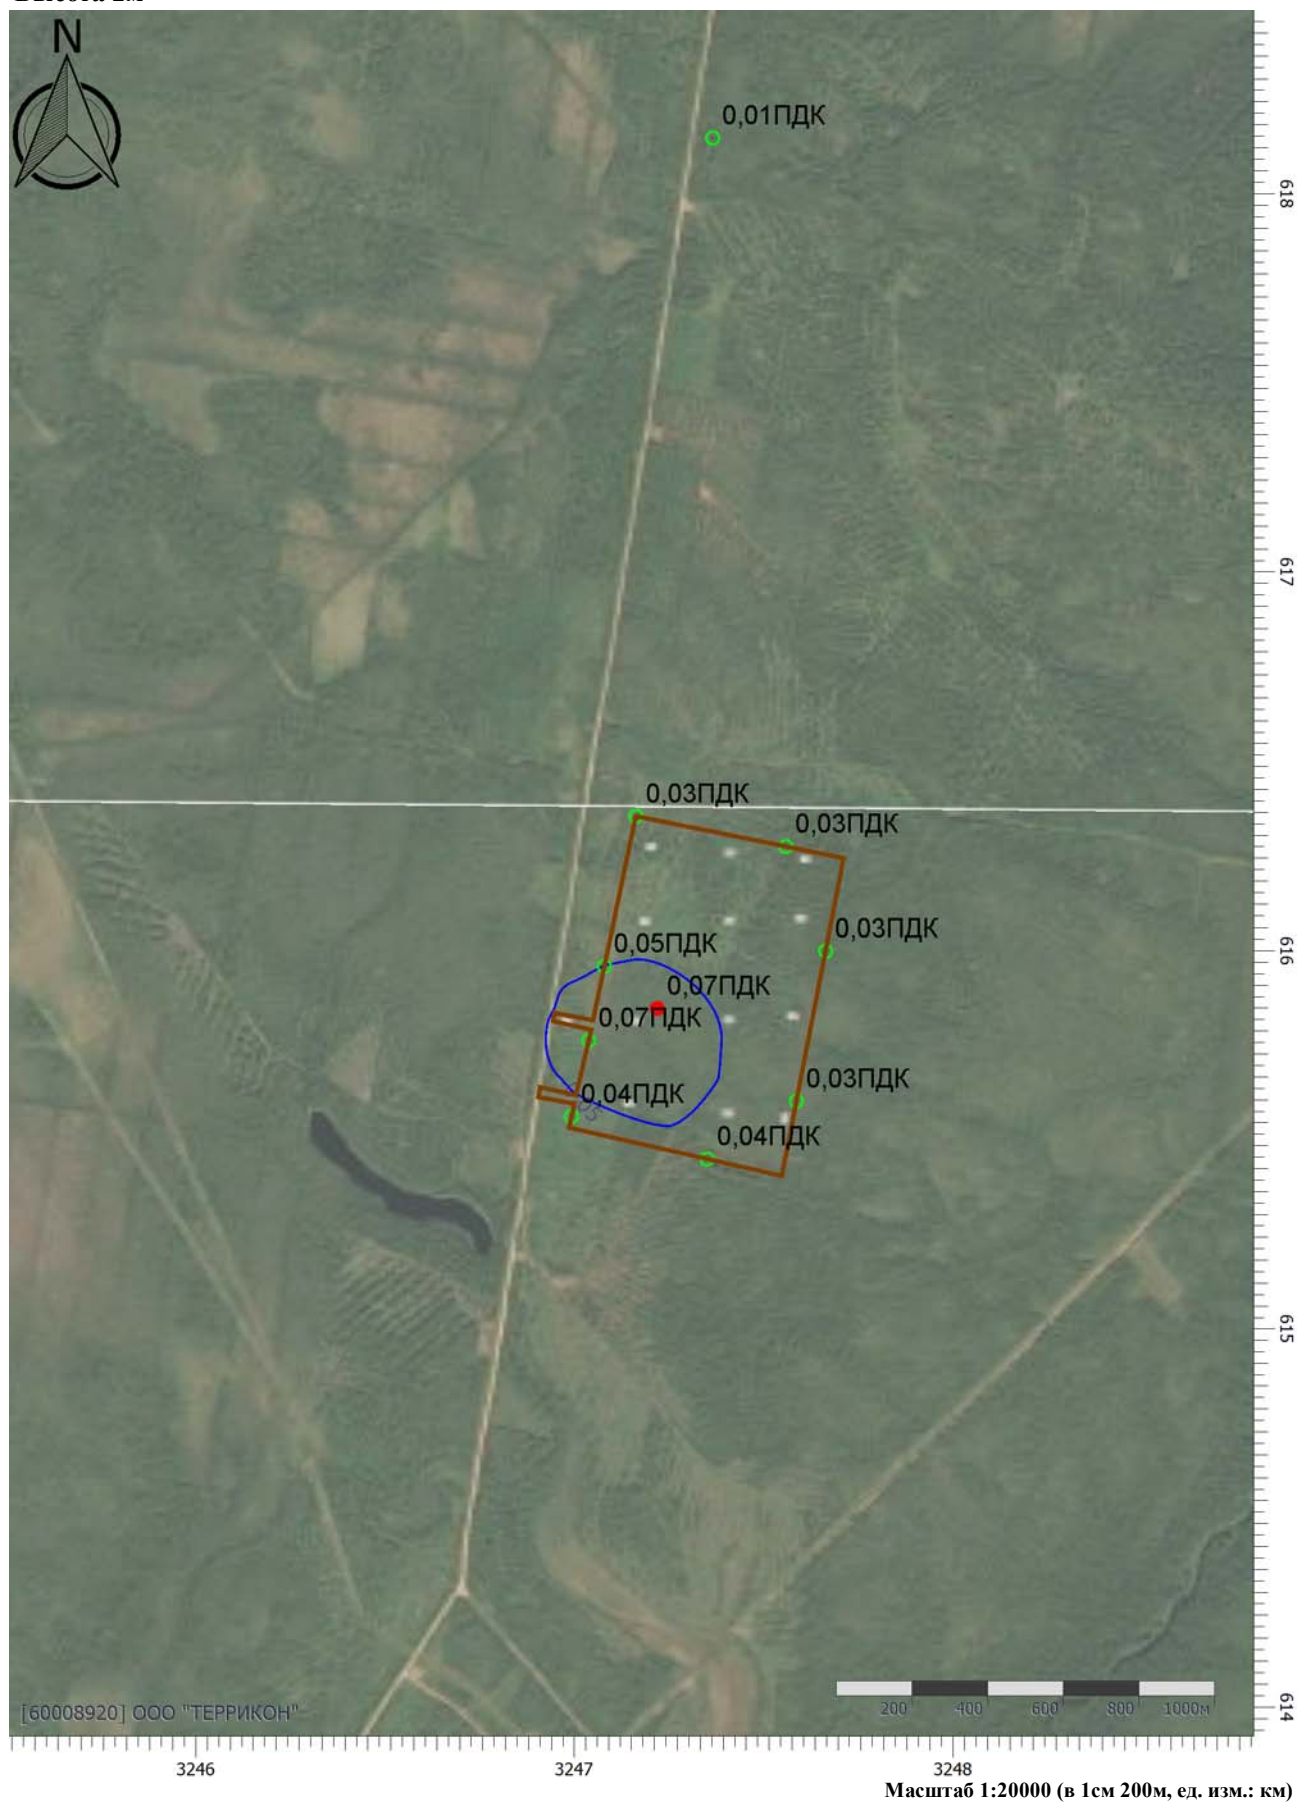 Высота 2м
N
0,01ПДК
618
617
0,03ПДК
0,03ПДК
0,03ПДК
616
0,05ПДК
0,07ПДК
0,07ПДК
0,03ПДК
0,04ПДК
0,04ПДК
615
200 400 600 800 1000м
[60008920] ООО "ТЕРРИКОН"
614
3246 3247 3248
Масштаб 1:20000 (в 1см 200м, ед. изм.: км)